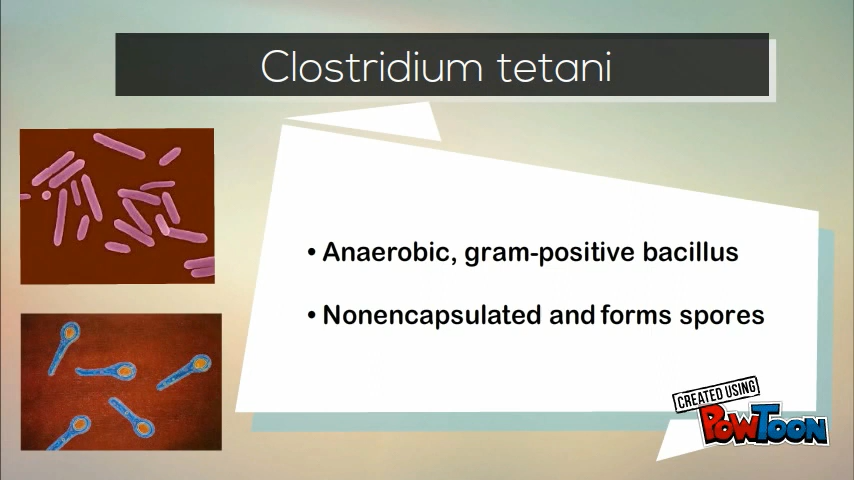 Clostridium tetani
• Anaerobic, gram-positive bacillus
• Nonencapsulated and forms spores
CREATED USING
POWTOON